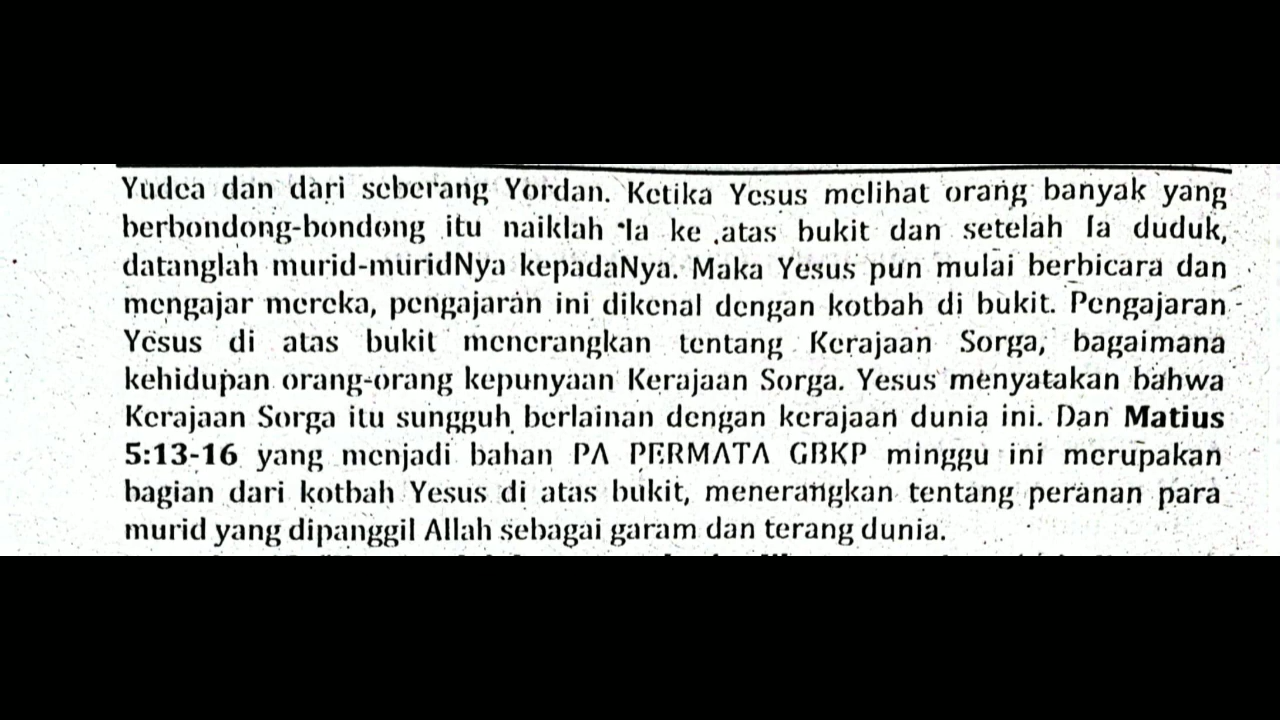 Yudea dan dari seberang Yordan. Ketika Yesus melihat orang banyak yang
berbondong-bondong itu naiklah Ia ke atas bukit dan setelah Ia duduk,
datanglah murid-muridNya kepadaNya. Maka Yesus pun mulai berbicara dan
mengajar mereka, pengajaran ini dikenal dengan kotbah di bukit. Pengajaran
Yesus di atas bukit menerangkan tentang Kerajaan Sorga, bagaimana
kehidupan orang-orang kepunyaan Kerajaan Sorga. Yesus menyatakan bahwa
Kerajaan Sorga itu sungguh berlainan dengan kerajaan dunia ini. Dan Matius
5:13-16 yang menjadi bahan PA PERMATA GBKP minggu ini merupakan
bagian dari kotbah Yesus di atas bukit, menerangkan tentang peranan para
murid yang dipanggil Allah sebagai garam dan terang dunia.